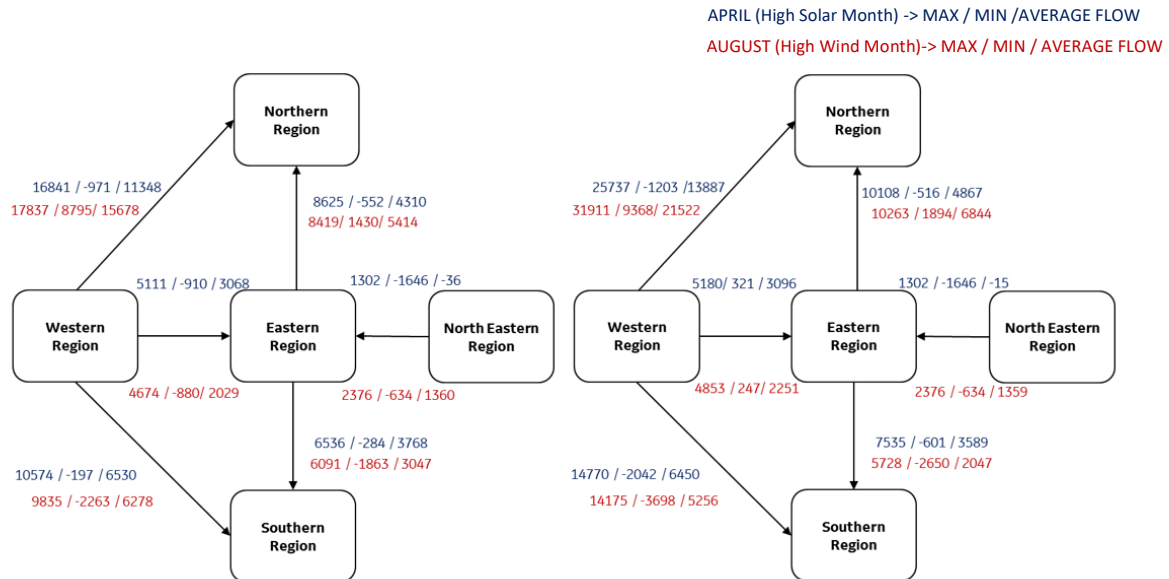 APRIL (High Solar Month) -> MAX / MIN /AVERAGE FLOW
AUGUST (High Wind Month)-> MAX / MIN / AVERAGE FLOW
Northern
Region
16841 / -971 / 11348
17837 / 8795/ 15678
8625 / -552 / 4310
8419/ 1430/ 5414
5111 / -910 / 3068
1302 / -1646 / -36
Western
Region
Eastern
Region
North Eastern
Region
4674 / -880/ 2029
2376 / -634 / 1360
6536 / -284 / 3768
6091 / -1863 / 3047
10574 / -197 / 6530
9835 / -2263 / 6278
Southern
Region
Northern
Region
25737 / -1203 /13887
31911 / 9368/ 21522
10108 / -516 / 4867
10263 / 1894/ 6844
5180/ 321 / 3096
1302 / -1646 / -15
Western
Region
Eastern
Region
North Eastern
Region
4853 / 247/ 2251
2376 / -634 / 1359
7535 / -601 / 3589
5728 / -2650 / 2047
14770 / -2042 / 6450
14175 / -3698 / 5256
Southern
Region